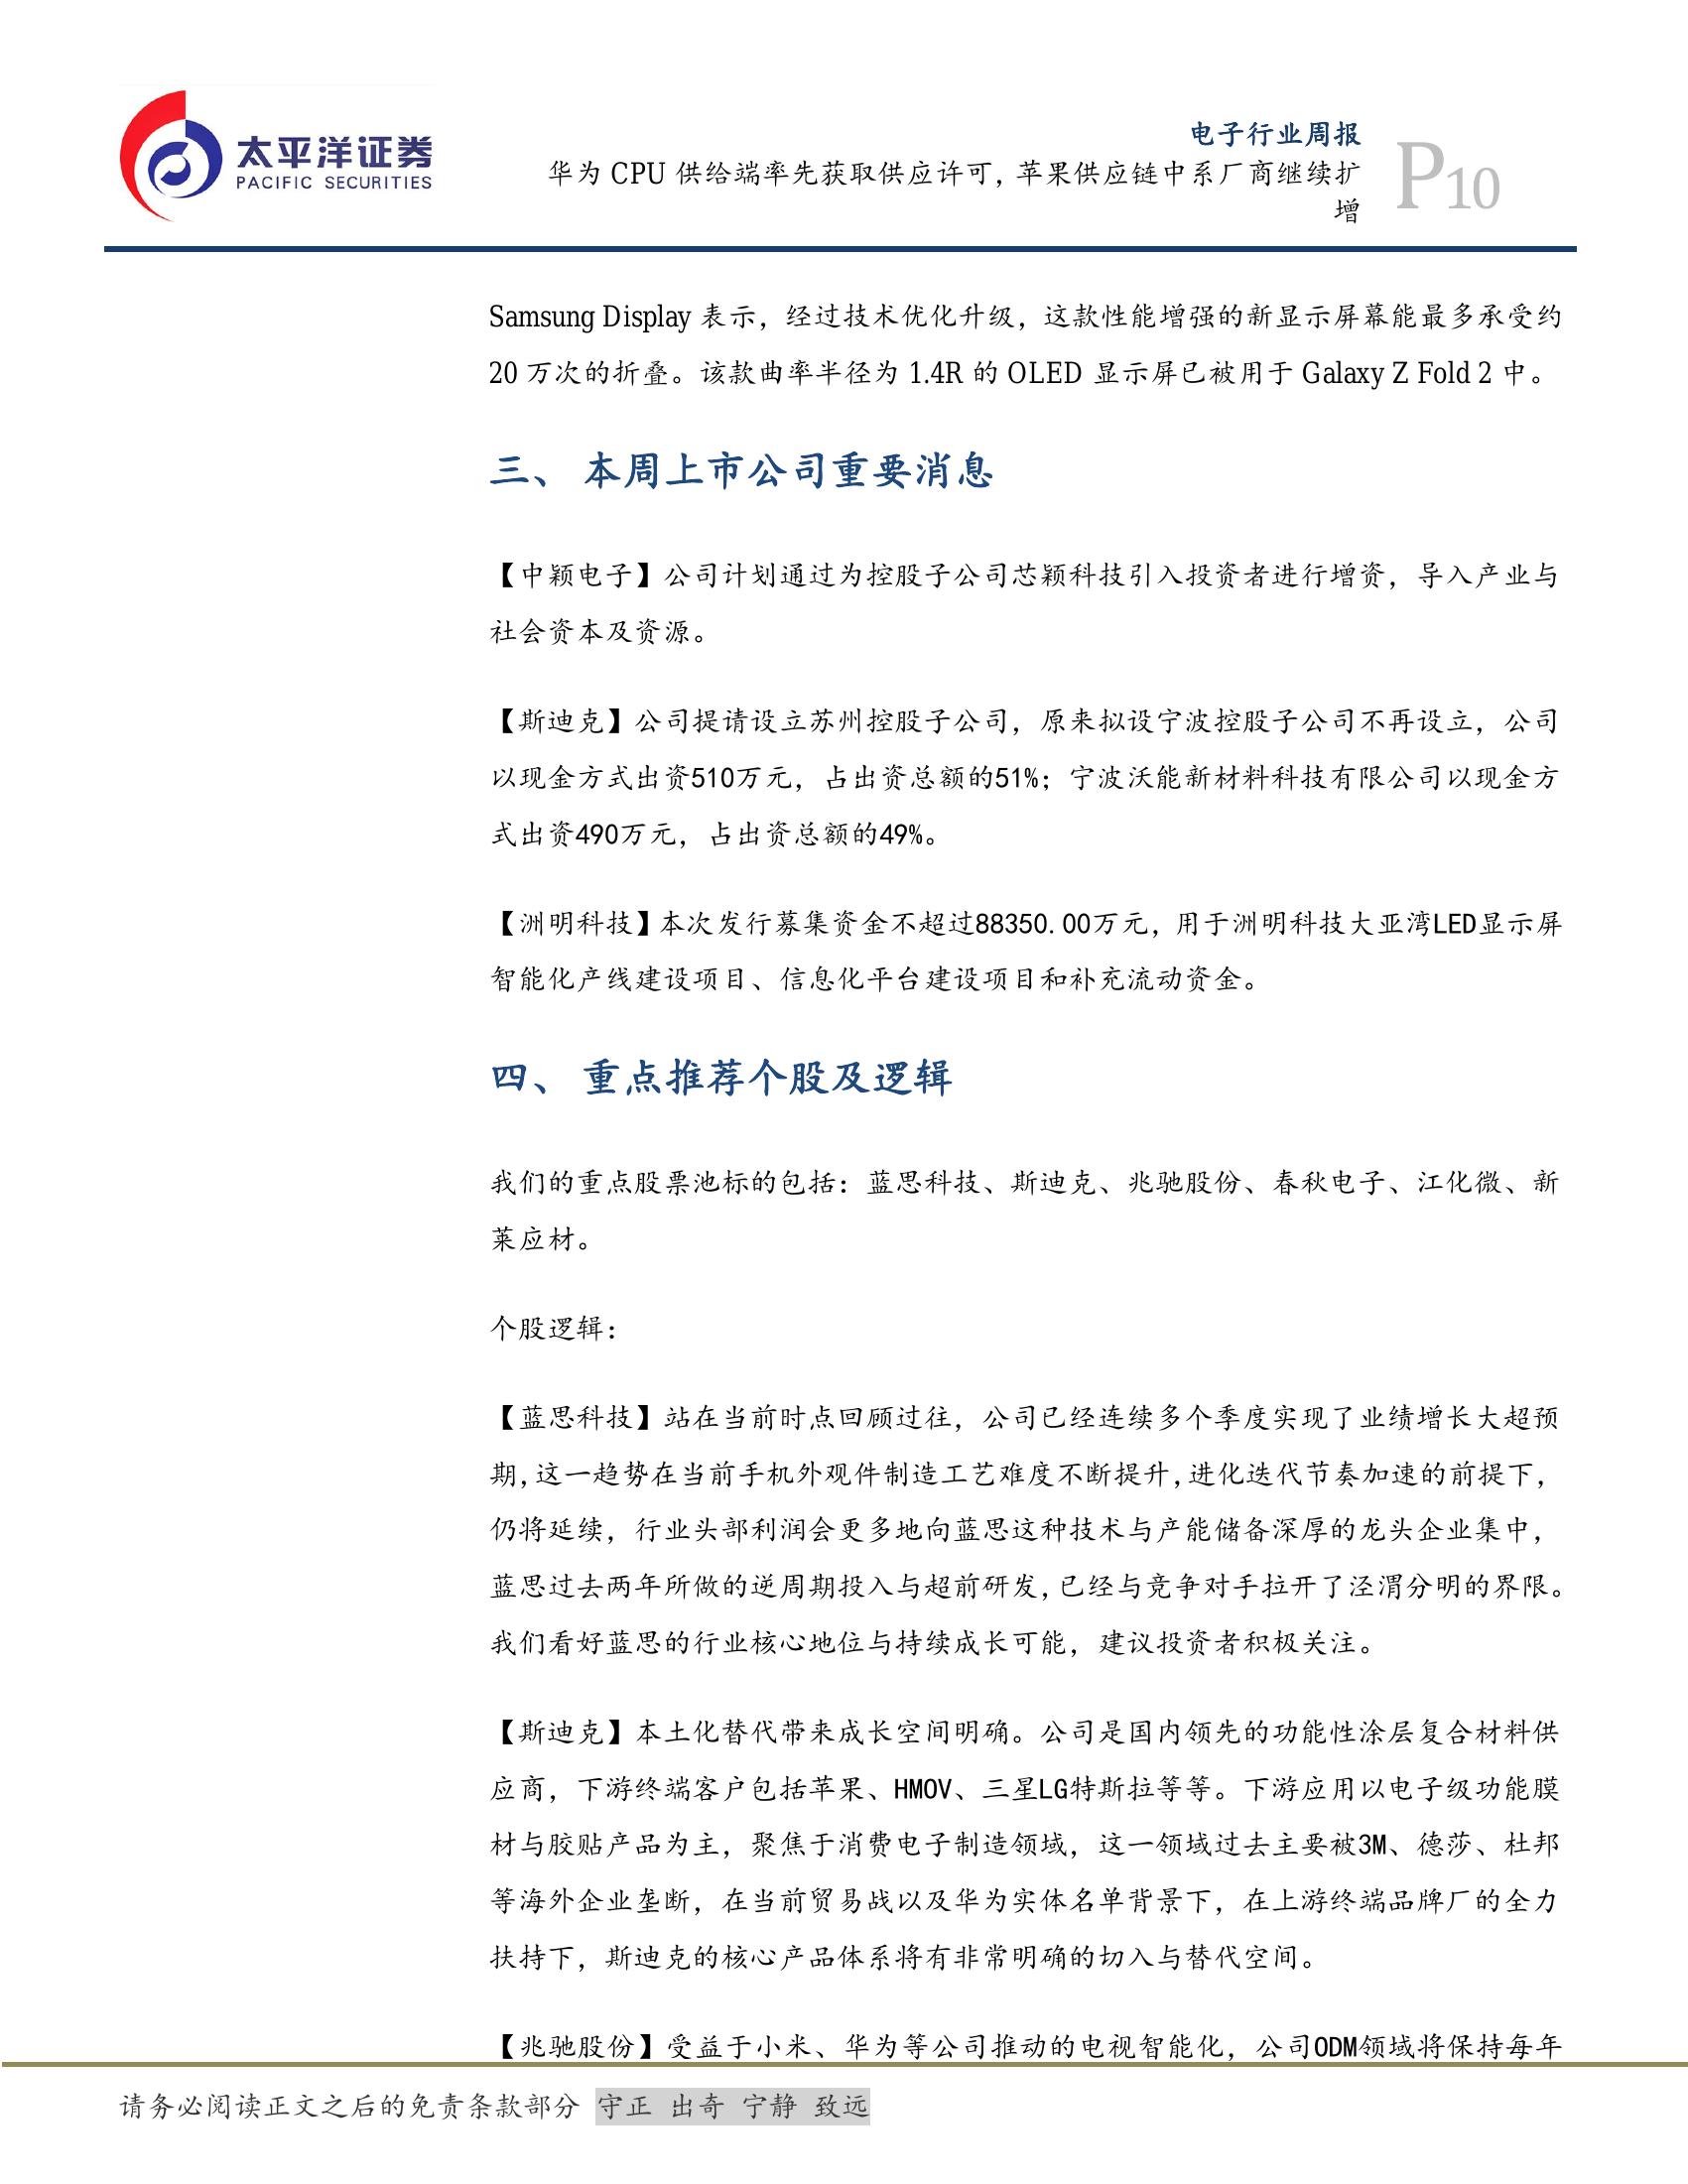 太平洋证券
PACIFIC SECURITIES
电子行业周报
华为 CPU 供给端率先获取供应许可，苹果供应链中系厂商继续扩
增
P10
Samsung Display 表示，经过技术优化升级，这款性能增强的新显示屏幕能最多承受约
20 万次的折叠。该款曲率半径为 1.4R 的 OLED 显示屏已被用于 Galaxy Z Fold 2 中。
三、 本周上市公司重要消息
【中颖电子】公司计划通过为控股子公司芯颖科技引入投资者进行增资，导入产业与
社会资本及资源。
【斯迪克】公司提请设立苏州控股子公司，原来拟设宁波控股子公司不再设立，公司
以现金方式出资510万元，占出资总额的51%；宁波沃能新材料科技有限公司以现金方
式出资490万元，占出资总额的49%。
【洲明科技】本次发行募集资金不超过88350.00万元，用于洲明科技大亚湾LED显示屏
智能化产线建设项目、信息化平台建设项目和补充流动资金。
四、 重点推荐个股及逻辑
我们的重点股票池标的包括：蓝思科技、斯迪克、兆驰股份、春秋电子、江化微、新
莱应材。
个股逻辑：
【蓝思科技】站在当前时点回顾过往，公司已经连续多个季度实现了业绩增长大超预
期，这一趋势在当前手机外观件制造工艺难度不断提升，进化迭代节奏加速的前提下，
仍将延续，行业头部利润会更多地向蓝思这种技术与产能储备深厚的龙头企业集中，
蓝思过去两年所做的逆周期投入与超前研发，已经与竞争对手拉开了泾渭分明的界限。
我们看好蓝思的行业核心地位与持续成长可能，建议投资者积极关注。
【斯迪克】本土化替代带来成长空间明确。公司是国内领先的功能性涂层复合材料供
应商，下游终端客户包括苹果、HMOV、三星LG特斯拉等等。下游应用以电子级功能膜
材与胶贴产品为主，聚焦于消费电子制造领域，这一领域过去主要被3M、德莎、杜邦
等海外企业垄断，在当前贸易战以及华为实体名单背景下，在上游终端品牌厂的全力
扶持下，斯迪克的核心产品体系将有非常明确的切入与替代空间。
【兆驰股份】受益于小米、华为等公司推动的电视智能化，公司ODM领域将保持每年
请务必阅读正文之后的免责条款部分 守正 出奇 宁静 致远